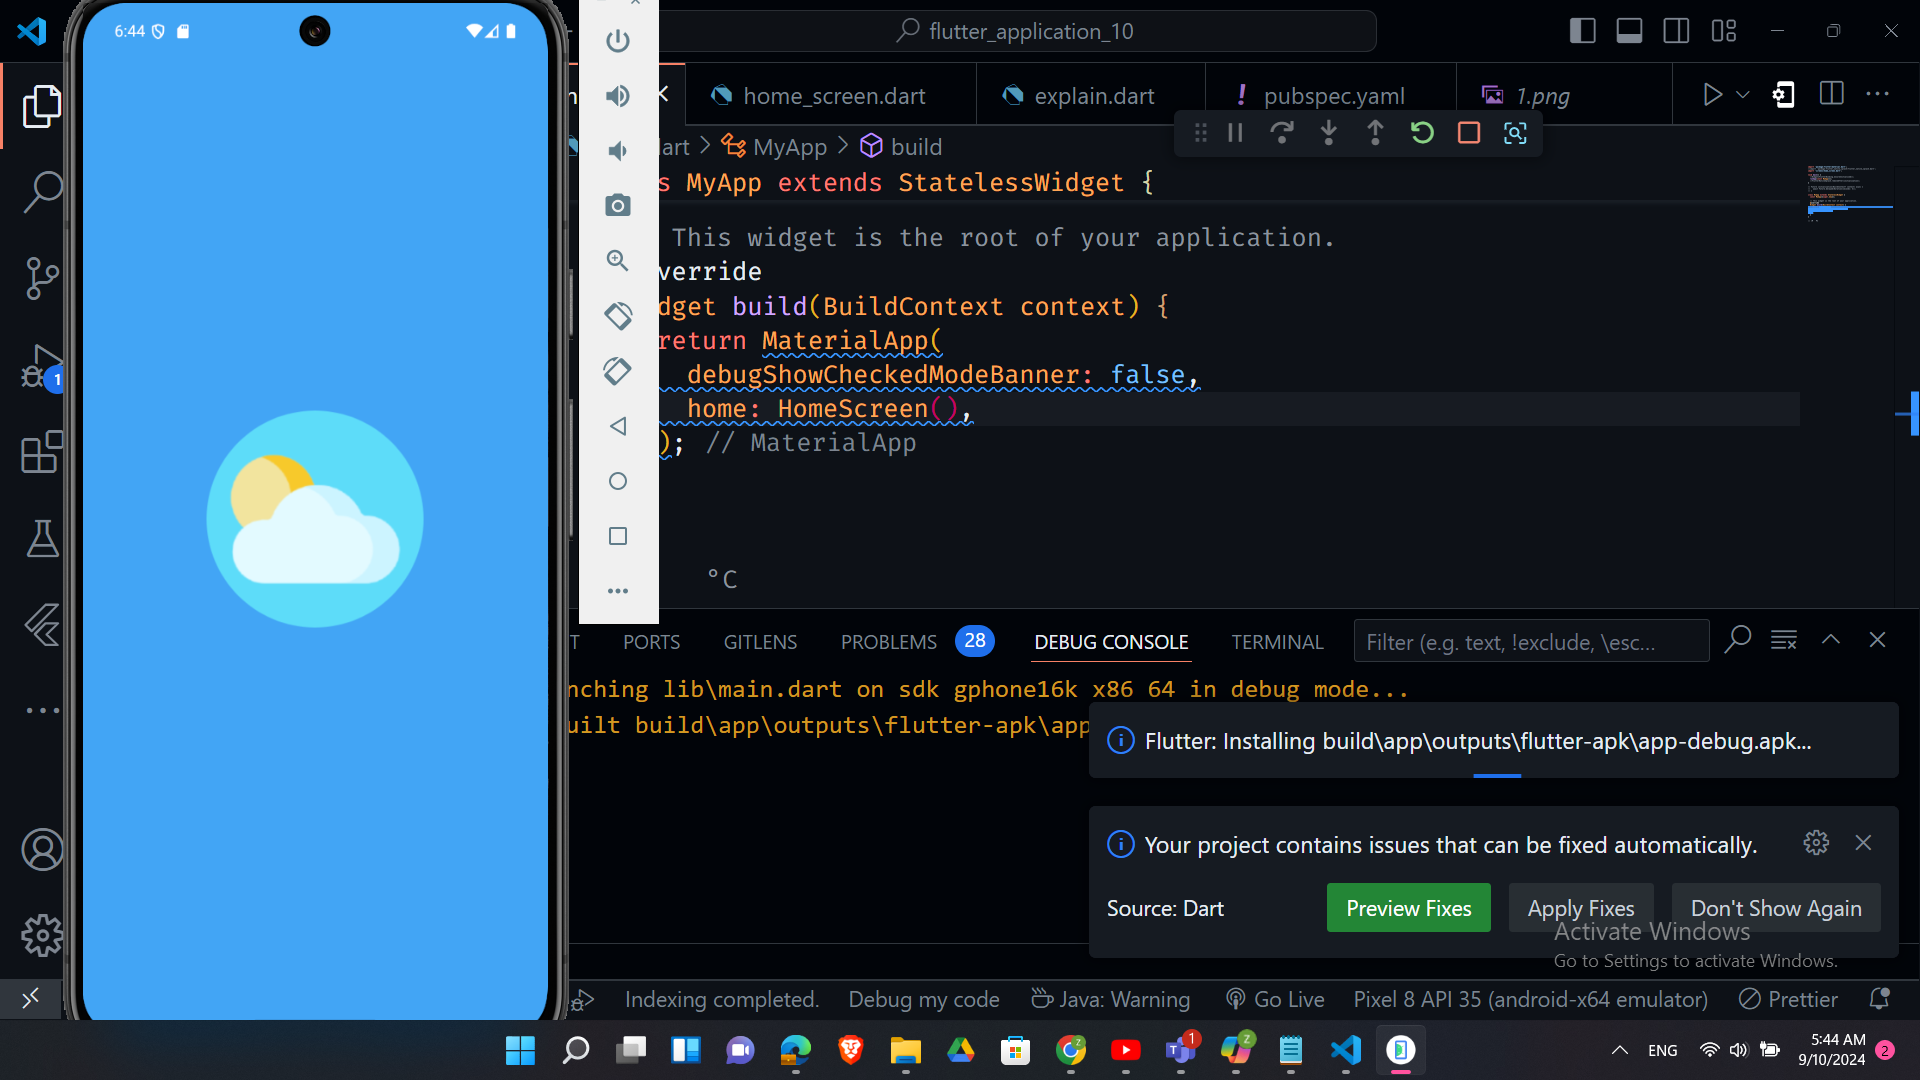 6:44
flutter_application_10
home_screen.dart
explain.dart
! pubspec.yaml
1.png
MyApp > build
MyApp extends StatelessWidget {
This widget is the root of your application.
verride
dget build(BuildContext context) {
return MaterialApp(
debugShowCheckedModeBanner: false,
home: HomeScreen(),
); // MaterialApp
°C
1
T
PORTS
GITLENS
PROBLEMS 28
DEBUG CONSOLE
TERMINAL
Filter (e.g. text, !exclude, \esc...
nching lib\main.dart on sdk gphone16k x86 64 in debug mode...
uilt build\app\outputs\flutter-apk\app
Flutter: Installing build\app\outputs\flutter-apk\app-debug.apk...
Your project contains issues that can be fixed automatically.
Source: Dart
Preview Fixes
Apply Fixes
Don't Show Again
Activate Windows
Go to Settings to activate Windows.
Indexing completed.
Debug my code
Java: Warning
Go Live
Pixel 8 API 35 (android-x64 emulator)
Prettier
ENG
5:44 AM
9/10/2024
2